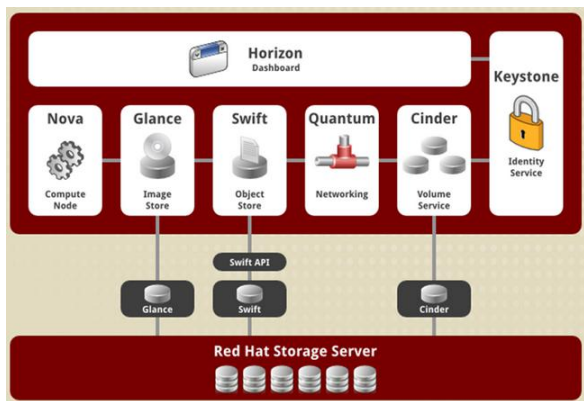 Horizon
Dashboard
Keystone
Identity
Service
Nova
Compute
Node
Glance
Image
Store
Swift
Object
Store
Quantum
Networking
Cinder
Volume
Service
Swift API
Glance
Swift
Cinder
Red Hat Storage Server